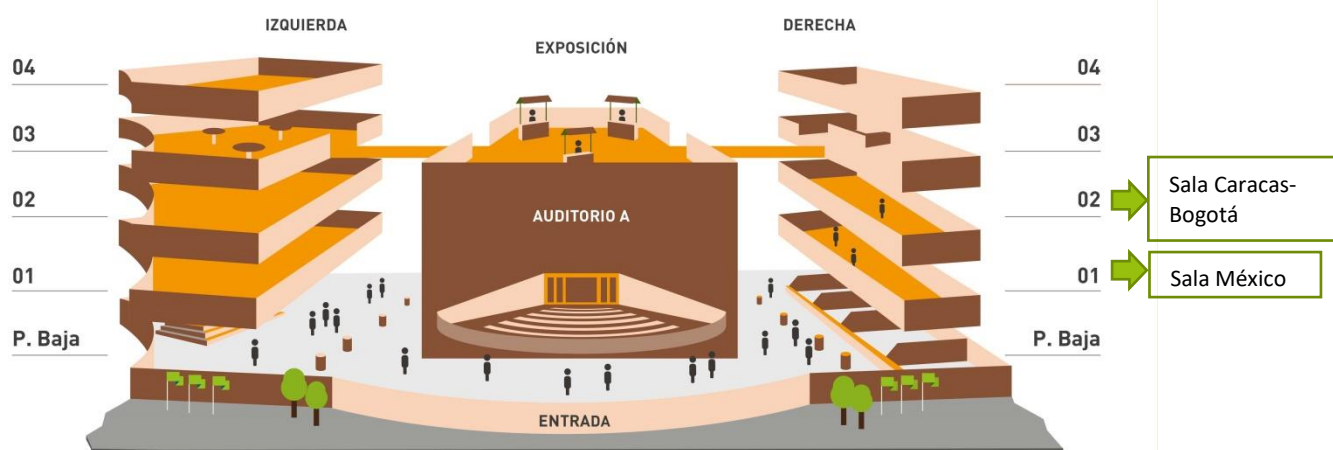 IZQUIERDA
DERECHA
EXPOSICIÓN
04
04
03
03
02
02
Sala Caracas-
Bogotá
AUDITORIO A
01
01
Sala México
P. Baja
P. Baja
ENTRADA